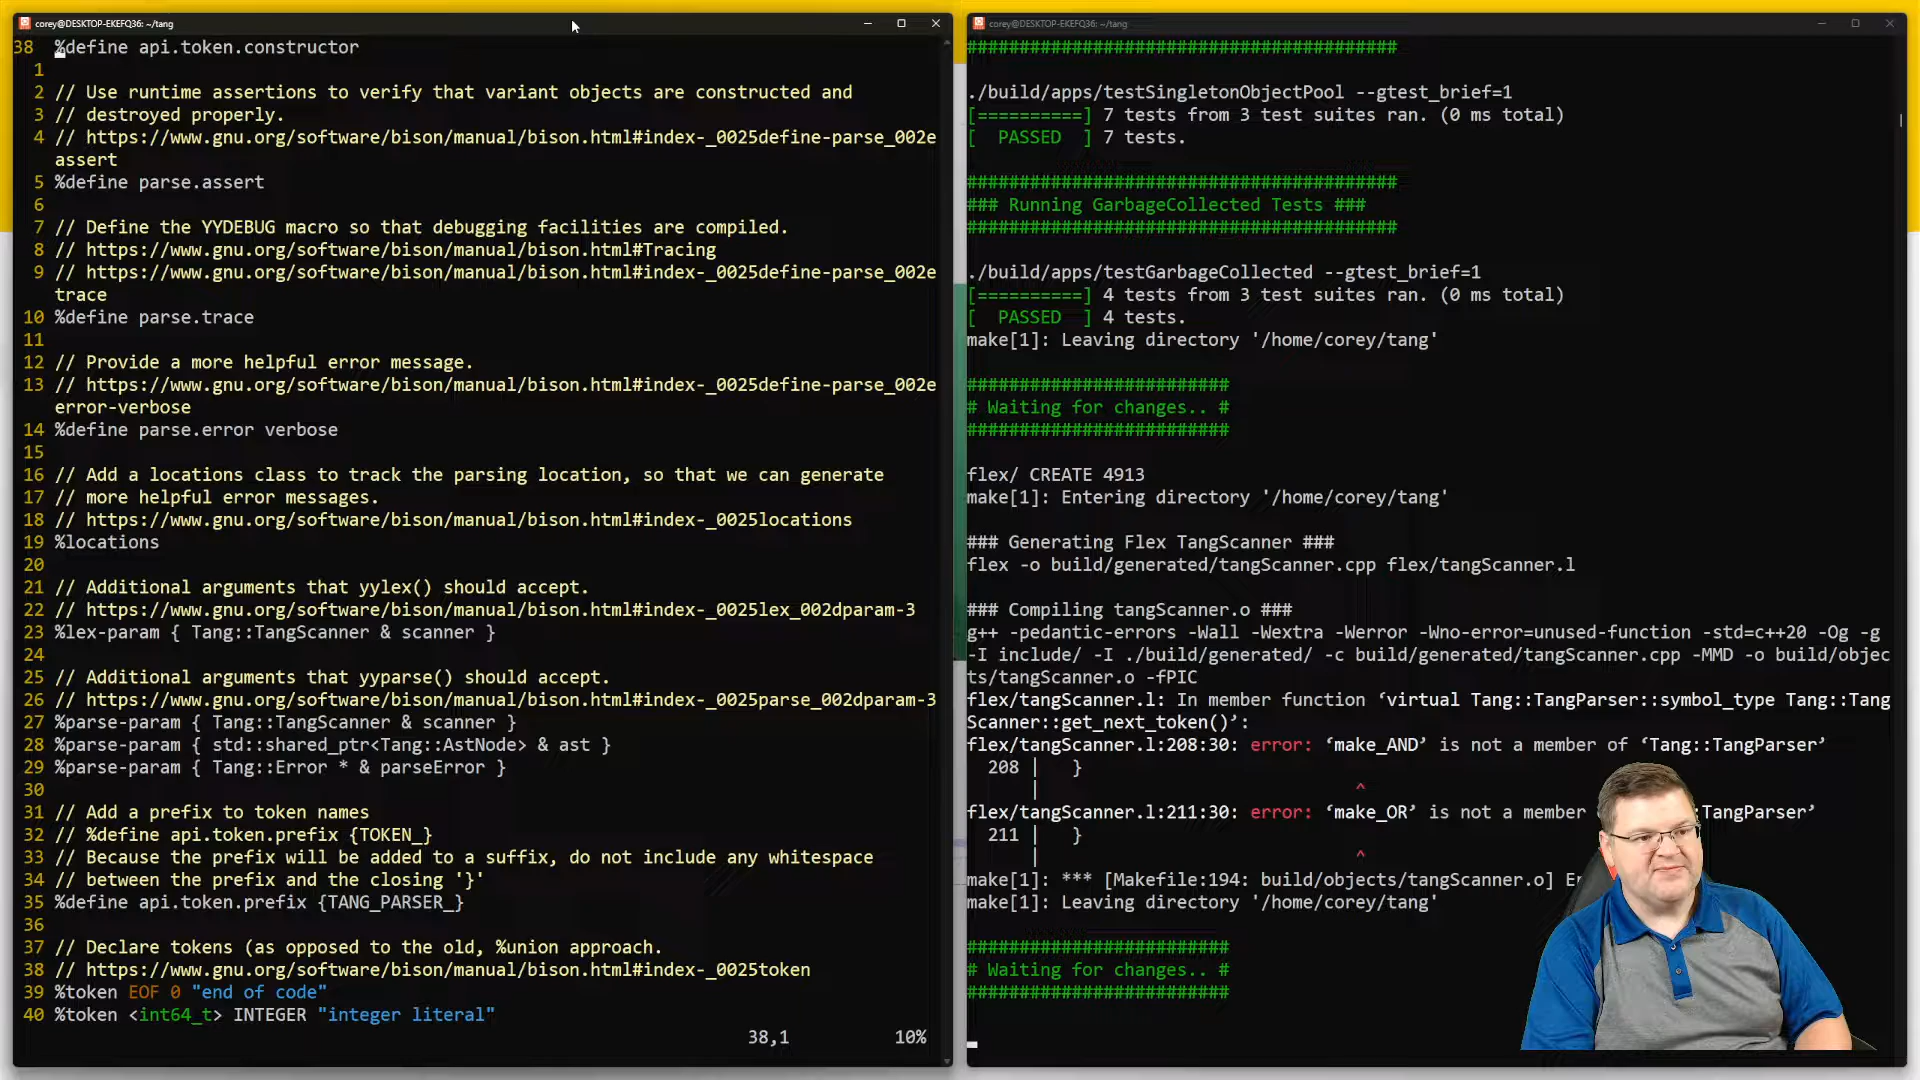 corey@DESKTOP-EKEFQ36: ~/tang
38 %define api.token.constructor
1
2 // Use runtime assertions to verify that variant objects are constructed and
3 // destroyed properly.
4 // https://www.gnu.org/software/bison/manual/bison.html#index-_0025define-parse_002e
assert
5 %define parse.assert
6
7 // Define the YYDEBUG macro so that debugging facilities are compiled.
8 // https://www.gnu.org/software/bison/manual/bison.html#Tracing
9 // https://www.gnu.org/software/bison/manual/bison.html#index-_0025define-parse_002e
trace
10 %define parse.trace
11
12 // Provide a more helpful error message.
13 // https://www.gnu.org/software/bison/manual/bison.html#index-_0025define-parse_002e
error-verbose
14 %define parse.error verbose
15
16 // Add a locations class to track the parsing location, so that we can generate
17 // more helpful error messages.
18 // https://www.gnu.org/software/bison/manual/bison.html#index-_0025locations
19 %locations
20
21 // Additional arguments that yylex() should accept.
22 // https://www.gnu.org/software/bison/manual/bison.html#index-_0025lex_002dparam-3
23 %lex-param { Tang::TangScanner & scanner }
24
25 // Additional arguments that yyparse() should accept.
26 // https://www.gnu.org/software/bison/manual/bison.html#index-_0025parse_002dparam-3
27 %parse-param { Tang::TangScanner & scanner }
28 %parse-param { std::shared_ptr<Tang::AstNode> & ast }
29 %parse-param { Tang::Error * & parseError }
30
31 // Add a prefix to token names
32 // %define api.token.prefix {TOKEN_}
33 // Because the prefix will be added to a suffix, do not include any whitespace
34 // between the prefix and the closing '}'
35 %define api.token.prefix {TANG_PARSER_}
36
37 // Declare tokens (as opposed to the old, %union approach.
38 // https://www.gnu.org/software/bison/manual/bison.html#index-_0025token
39 %token EOF 0 "end of code"
40 %token <int64_t> INTEGER "integer literal"
38,1 10%
corey@DESKTOP-EKEFQ36: ~/tang
#########################################

./build/apps/testSingletonObjectPool --gtest_brief=1
[==========] 7 tests from 3 test suites ran. (0 ms total)
[  PASSED  ] 7 tests.

#########################################
### Running GarbageCollected Tests ###
#########################################

./build/apps/testGarbageCollected --gtest_brief=1
[==========] 4 tests from 3 test suites ran. (0 ms total)
[  PASSED  ] 4 tests.
make[1]: Leaving directory '/home/corey/tang'

#########################
# Waiting for changes.. #
#########################

flex/ CREATE 4913
make[1]: Entering directory '/home/corey/tang'

### Generating Flex TangScanner ###
flex -o build/generated/tangScanner.cpp flex/tangScanner.l

### Compiling tangScanner.o ###
g++ -pedantic-errors -Wall -Wextra -Werror -Wno-error=unused-function -std=c++20 -Og -g
-I include/ -I ./build/generated/ -c build/generated/tangScanner.cpp -MMD -o build/objec
ts/tangScanner.o -fPIC
flex/tangScanner.l: In member function ‘virtual Tang::TangParser::symbol_type Tang::Tang
Scanner::get_next_token()’:
flex/tangScanner.l:208:30: error: ‘make_AND’ is not a member of ‘Tang::TangParser’
208 | }
| ^
flex/tangScanner.l:211:30: error: ‘make_OR’ is not a member :TangParser’
211 | }
| ^
make[1]: *** [Makefile:194: build/objects/tangScanner.o]
make[1]: Leaving directory '/home/corey/tang'

#########################
# Waiting for changes.. #
#########################